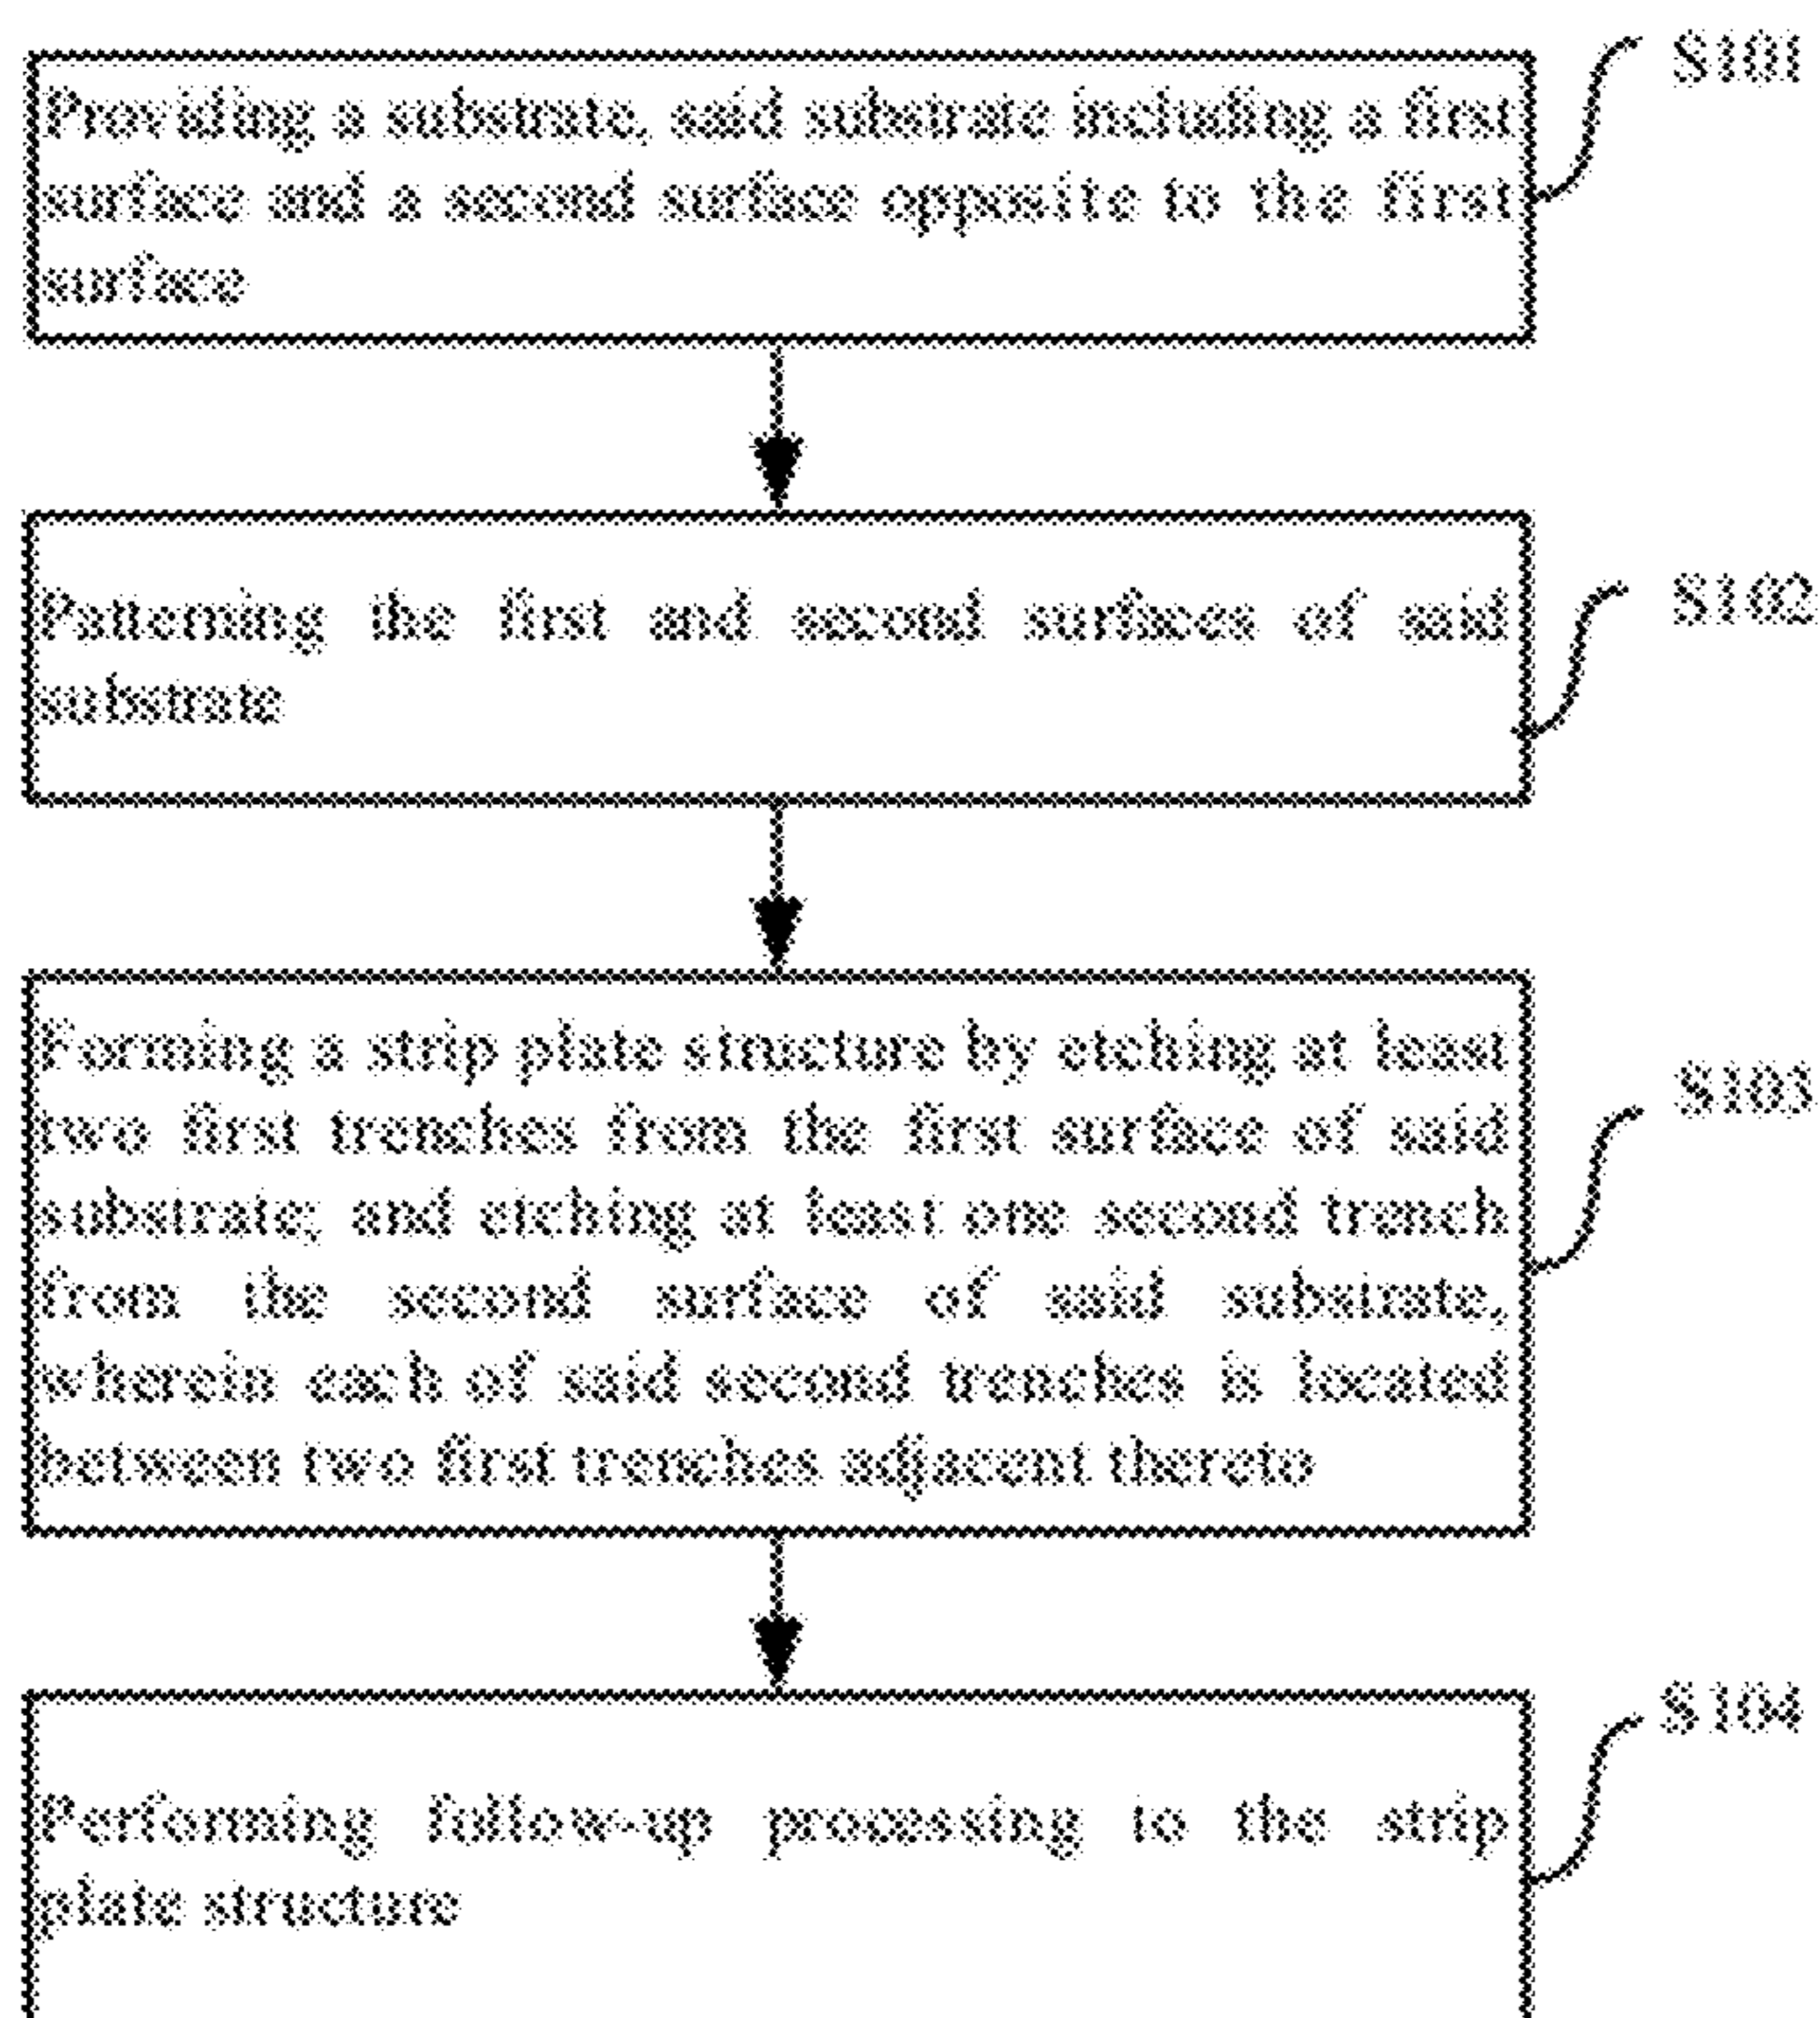 S101
Providing a substrate, said substrate including a first
surface and a second surface opposite to the first
surface
S102
Patterning the first and second surfaces of said
substrate
S103
Forming a strip plate structure by etching at least
two first trenches from the first surface of said
substrate; and etching at least one second trench
from the second surface of said substrate,
wherein each of said second trenches is located
between two first trenches adjacent thereto
S104
Performing follow-up processing to the strip
plate structure